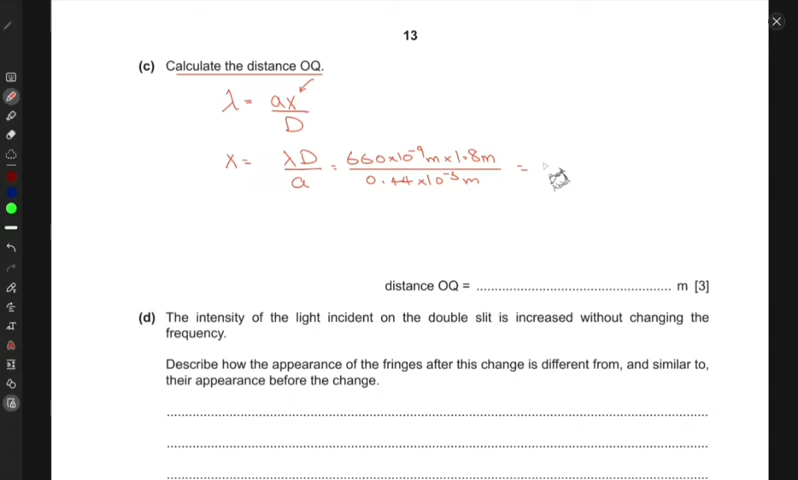 13
(c) Calculate the distance OQ.
λ = ax
D
x = λD = 660×10⁻⁹m×1.8m =
a 0.44×10⁻³m
distance OQ = ............................................................ m [3]
(d) The intensity of the light incident on the double slit is increased without changing the
frequency.
Describe how the appearance of the fringes after this change is different from, and similar to,
their appearance before the change.